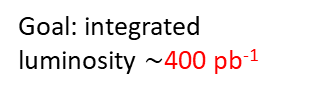 Goal: integrated
luminosity ~400 pb⁻¹